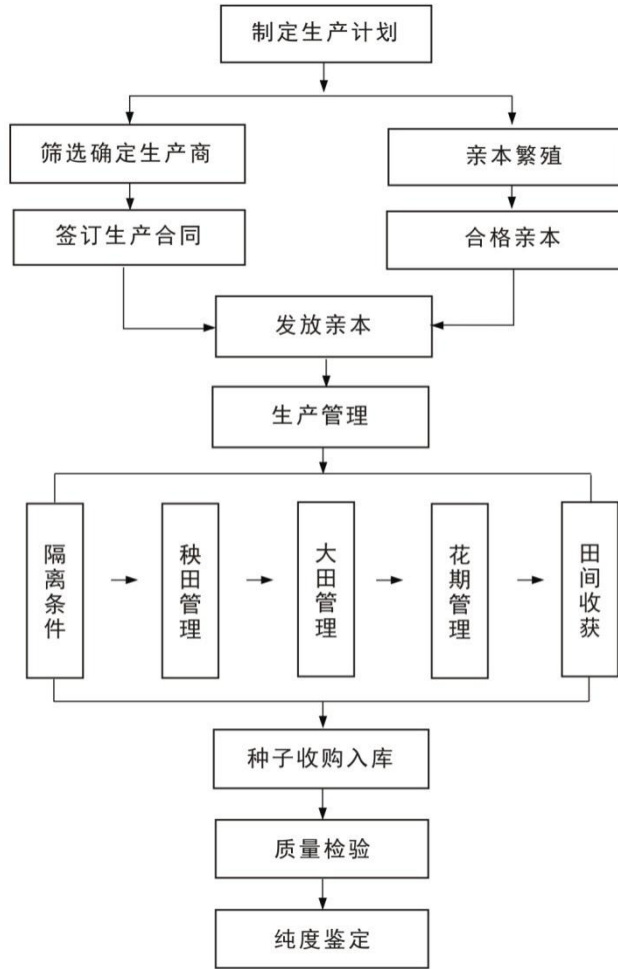 制定生产计划
筛选确定生产商
亲本繁殖
签订生产合同
合格亲本
发放亲本
生产管理
隔离条件
秧田管理
大田管理
花期管理
田间收获
种子收购入库
质量检验
纯度鉴定